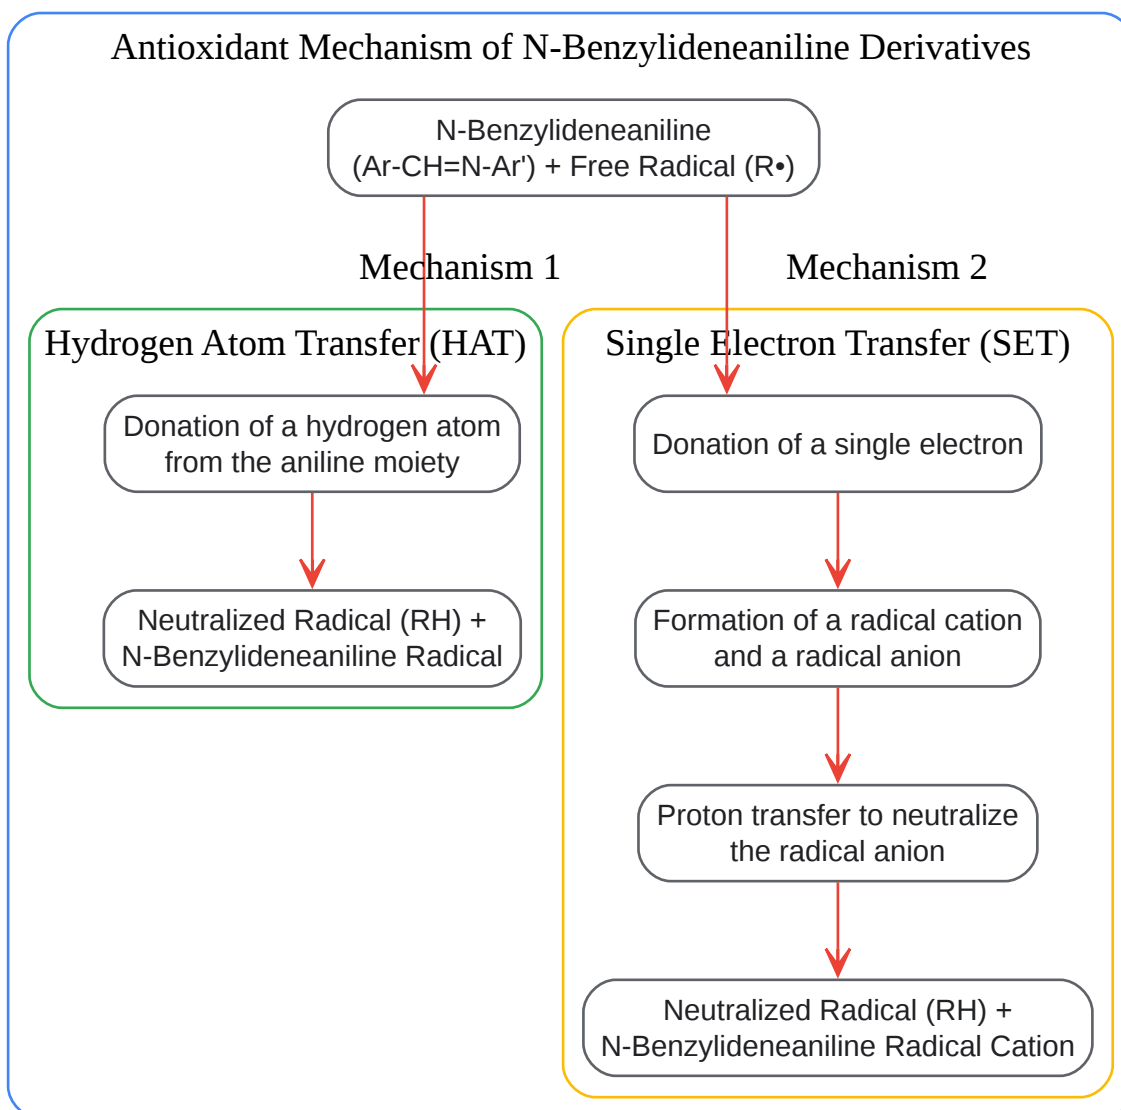 Antioxidant Mechanism of N-Benzylideneaniline Derivatives
N-Benzylideneaniline
(Ar-CH=N-Ar') + Free Radical (R•)
Mechanism 1
Mechanism 2
Hydrogen Atom Transfer (HAT)
Donation of a hydrogen atom
from the aniline moiety
Neutralized Radical (RH) +
N-Benzylideneaniline Radical
Single Electron Transfer (SET)
Donation of a single electron
Formation of a radical cation
and a radical anion
Proton transfer to neutralize
the radical anion
Neutralized Radical (RH) +
N-Benzylideneaniline Radical Cation